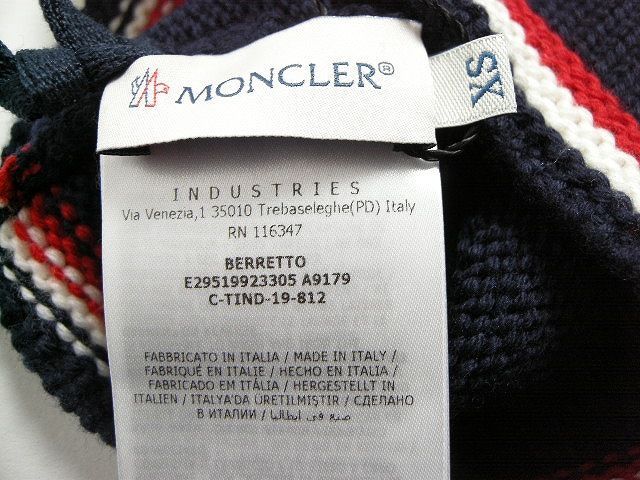 MONCLER®
XS
INDUSTRIES
Via Venezia,1 35010 Trebaseleghe(PD) Italy
RN 116347
BERRETTO
E29519923305 A9179
C-TIND-19-812
FABBRICATO IN ITALIA / MADE IN ITALY /
FABRIQUÉ EN ITALIE / HECHO EN ITALIA /
FABRICADO EM ITÁLIA / HERGESTELLT IN
ITALIEN / ITALYA'DA ÜRETILMIŞTIR / СДЕЛАНО
В ИТАЛИИ / صنع في ايطاليا